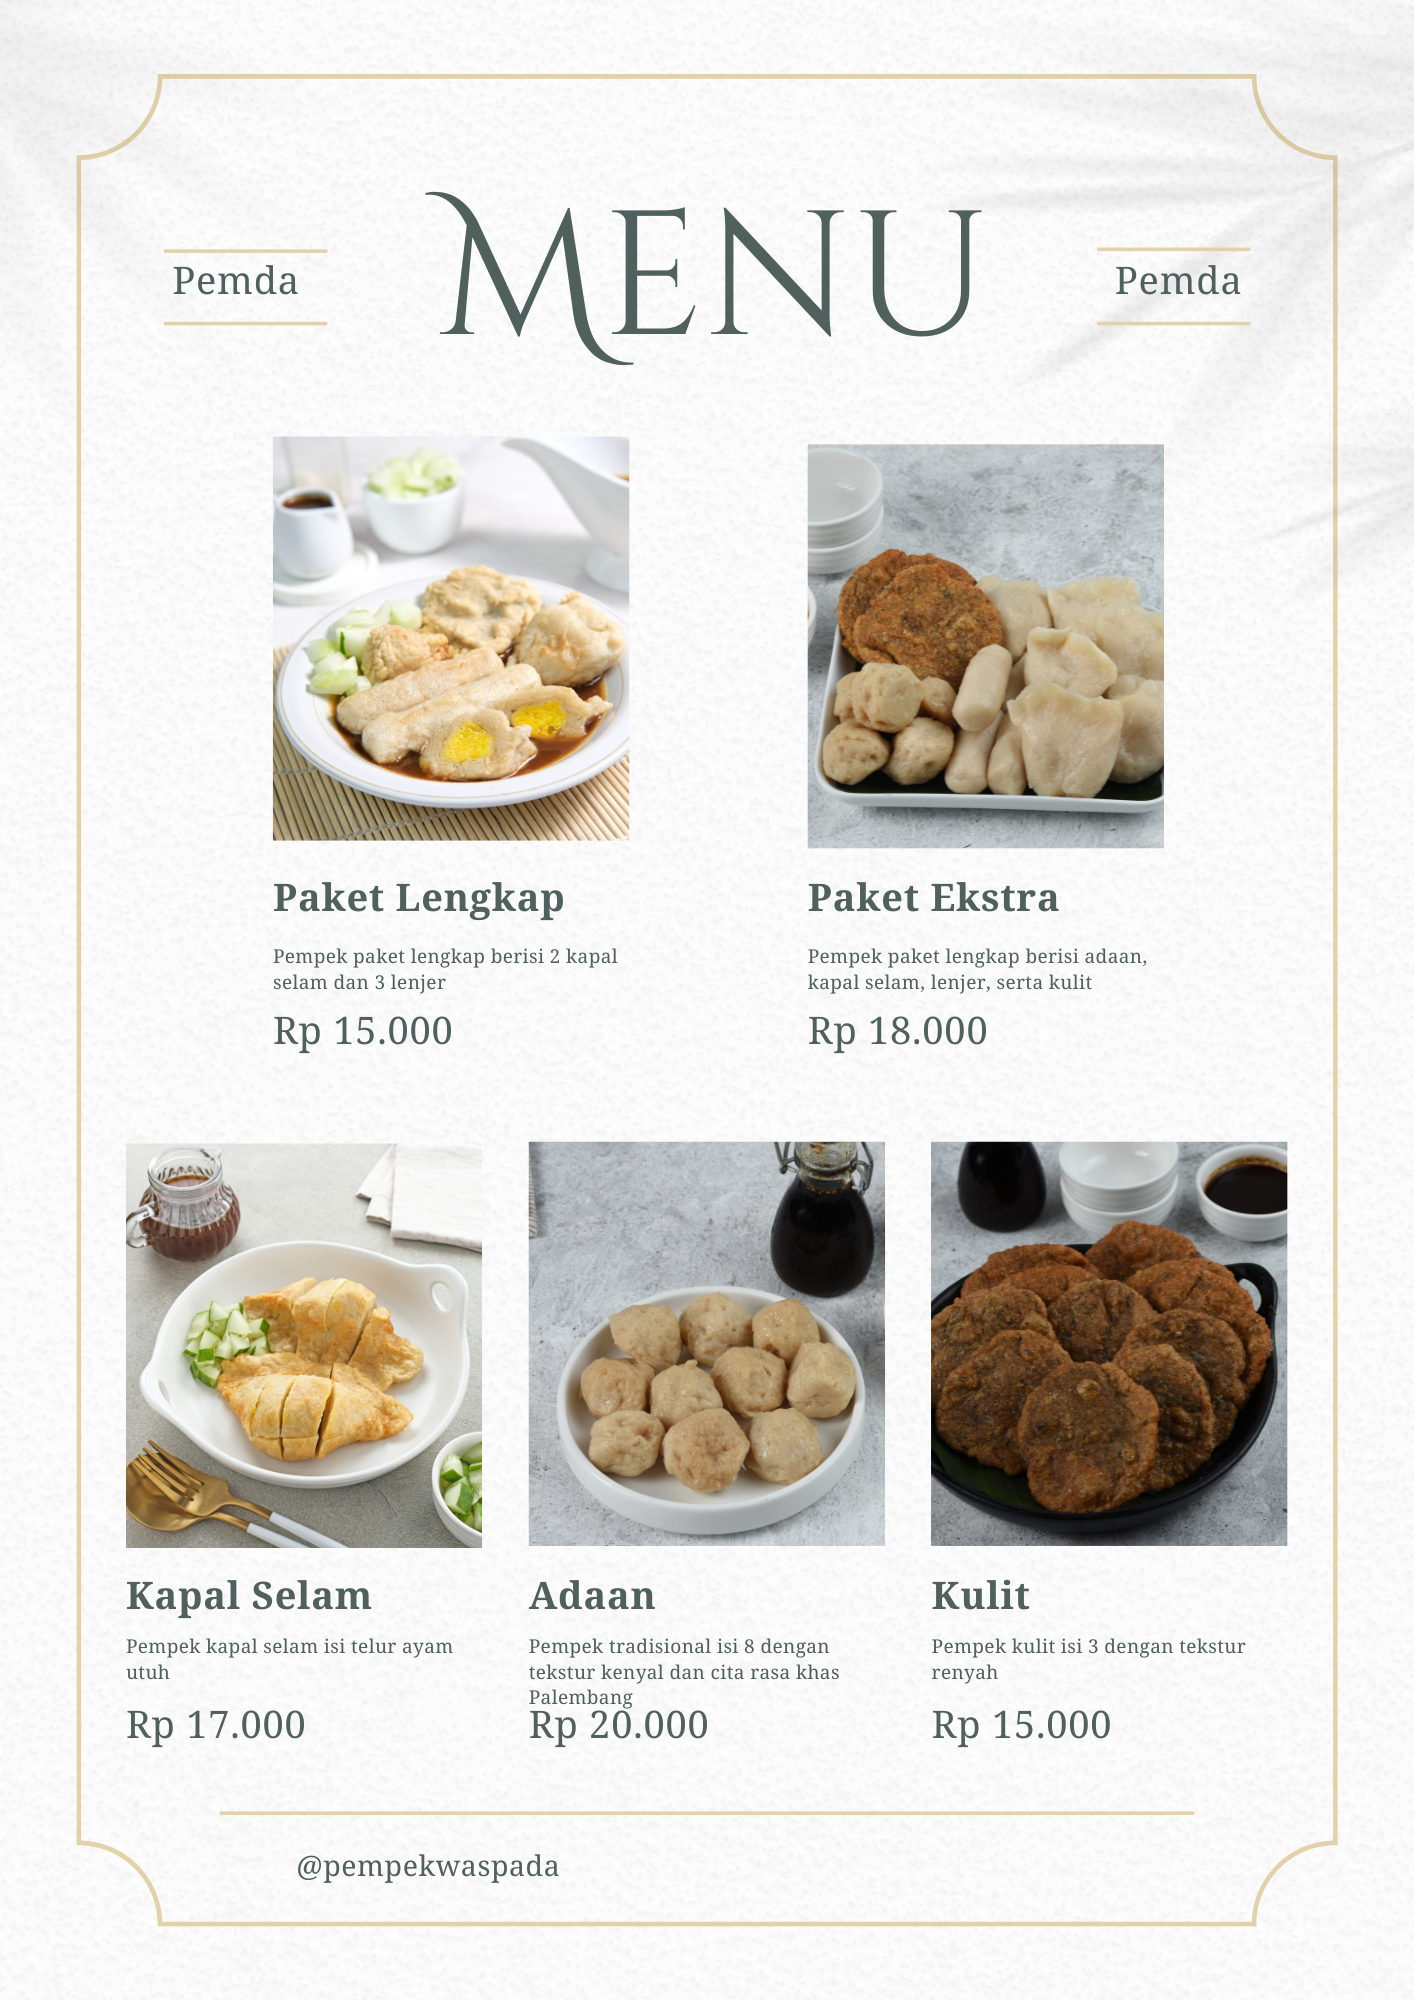 Pemda
MENU
Pemda
Paket Lengkap
Pempek paket lengkap berisi 2 kapal
selam dan 3 lenjer
Rp 15.000
Paket Ekstra
Pempek paket lengkap berisi adaan,
kapal selam, lenjer, serta kulit
Rp 18.000
Kapal Selam
Pempek kapal selam isi telur ayam
utuh
Rp 17.000
Adaan
Pempek tradisional isi 8 dengan
tekstur kenyal dan cita rasa khas
Palembang
Rp 20.000
Kulit
Pempek kulit isi 3 dengan tekstur
renyah
Rp 15.000
@pempekwaspada